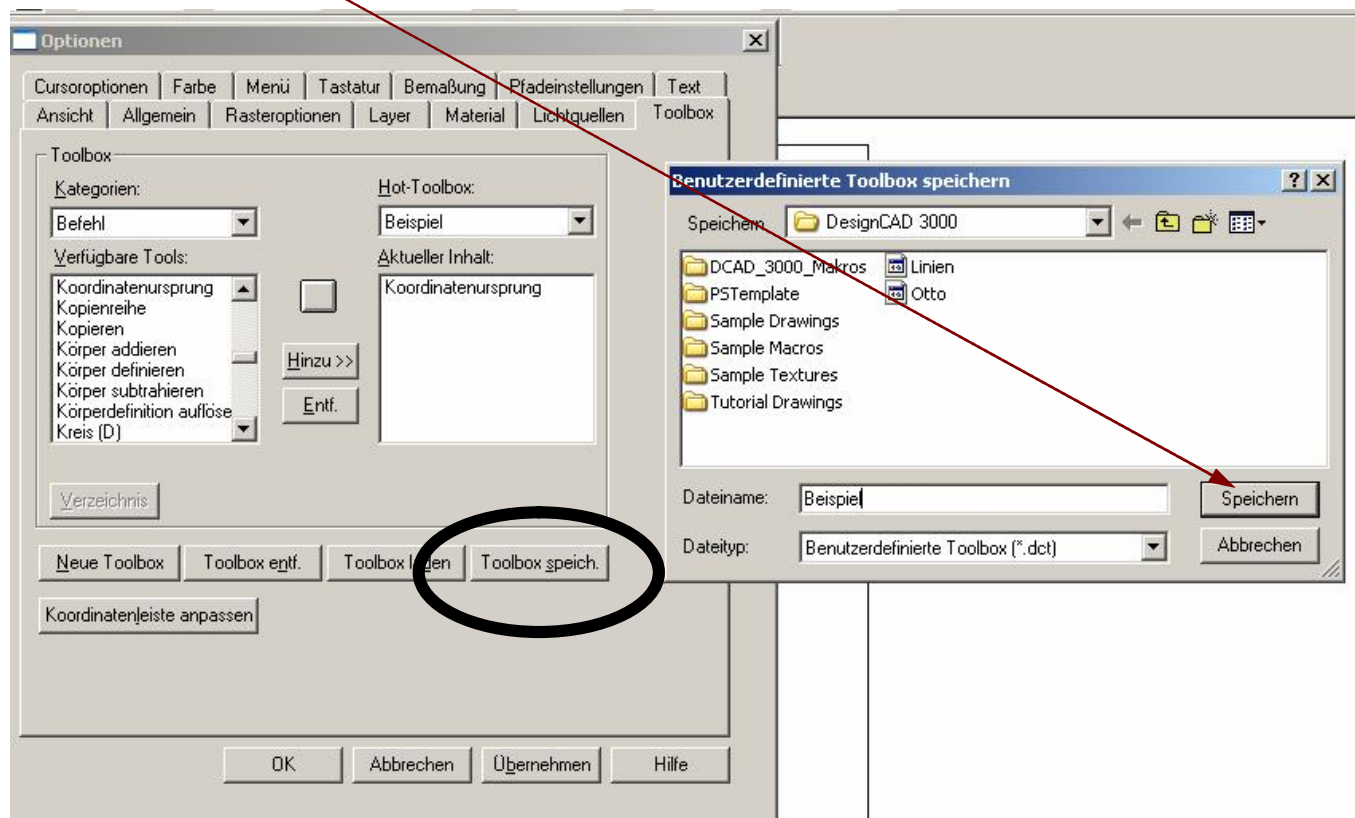 Optionen
Cursoroptionen Farbe Menü Tastatur Bemaßung Pfadeinstellungen Text
Ansicht Allgemein Rasteroptionen Layer Material Lichtquellen Toolbox
Toolbox
Kategorien:
Befehl
Verfügbare Tools:
Koordinatenursprung
Kopienreihe
Kopieren
Körper addieren
Körper definieren
Körper subtrahieren
Körperdefinition auflöse
Kreis (D)
Hinzu >>
Entf.
Hot-Toolbox:
Beispiel
Aktueller Inhalt:
Koordinatenursprung
Verzeichnis
Neue Toolbox Toolbox entf. Toolbox laden Toolbox speich.
Koordinatenleiste anpassen
OK Abbrechen Übernehmen Hilfe
Benutzerdefinierte Toolbox speichern
Speichern DesignCAD 3000
DCAD_3000_Makros
PSTemplate
Sample Drawings
Sample Macros
Sample Textures
Tutorial Drawings
Linien
Otto
Dateiname: Beispiel Speichern
Dateityp: Benutzerdefinierte Toolbox (*.dct) Abbrechen